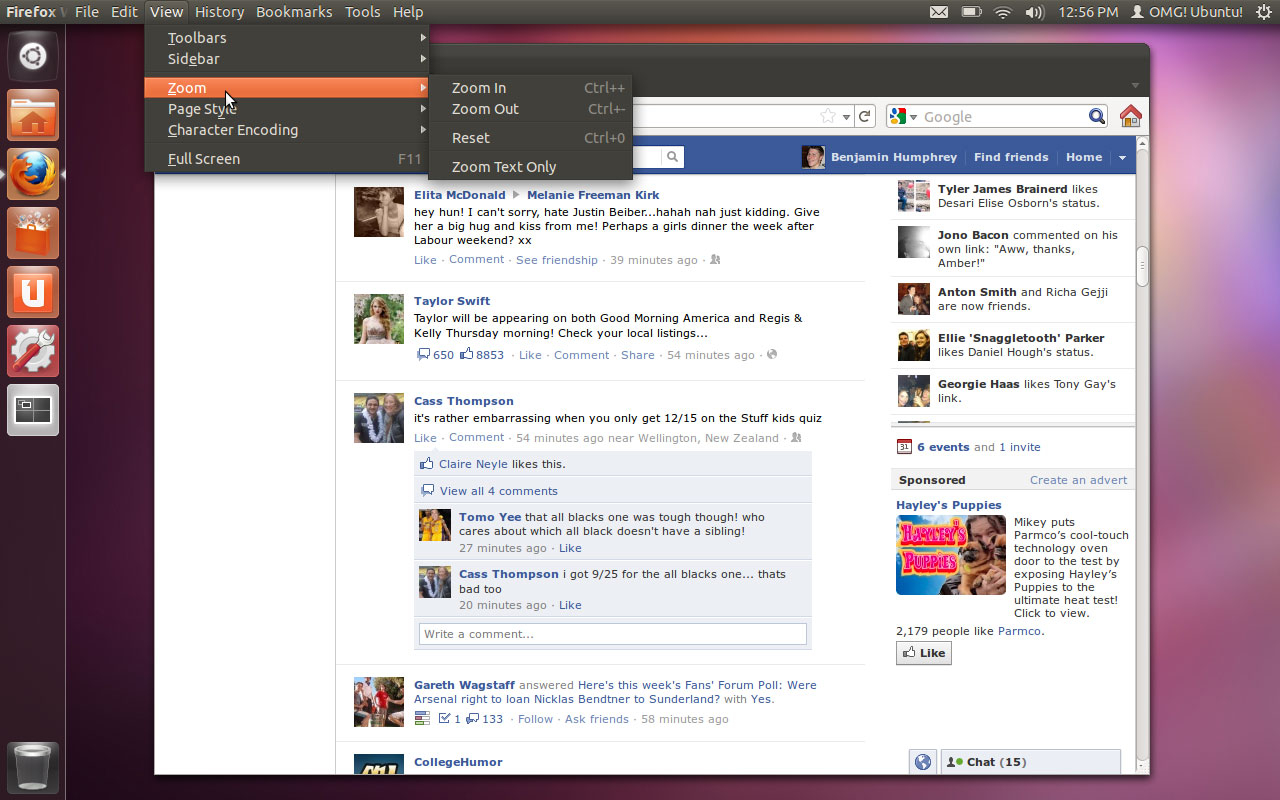 Firefox File Edit View History Bookmarks Tools Help 12:56 PM OMG! Ubuntu!
Toolbars
Sidebar
Zoom
Page Style
Character Encoding
Full Screen F11
Zoom In Ctrl++
Zoom Out Ctrl+-
Reset Ctrl+0
Zoom Text Only
Google
Benjamin Humphrey Find friends Home
Elita McDonald Melanie Freeman Kirk
hey hun! I can't sorry, hate Justin Beiber...hahah nah just kidding. Give
her a big hug and kiss from me! Perhaps a girls dinner the week after
Labour weekend? xx
Like · Comment · See friendship · 39 minutes ago ·
Taylor Swift
Taylor will be appearing on both Good Morning America and Regis &
Kelly Thursday morning! Check your local listings...
650 8853 · Like · Comment · Share · 54 minutes ago ·
Cass Thompson
it's rather embarrassing when you only get 12/15 on the Stuff kids quiz
Like · Comment · 54 minutes ago near Wellington, New Zealand ·
Claire Neyle likes this.
View all 4 comments
Tomo Yee that all blacks one was tough though! who
cares about which all black doesn't have a sibling!
27 minutes ago · Like
Cass Thompson i got 9/25 for the all blacks one... thats
bad too
20 minutes ago · Like
Write a comment...
Gareth Wagstaff answered Here's this week's Fans' Forum Poll: Were
Arsenal right to loan Nicklas Bendtner to Sunderland? with Yes.
1 133 · Follow · Ask friends · 58 minutes ago
CollegeHumor
Tyler James Brainerd likes
Desari Elise Osborn's status.
Jono Bacon commented on
his own link: "Aww, thanks,
Amber!"
Anton Smith and Richa Gejji
are now friends.
Ellie 'Snaggletooth' Parker
likes Daniel Hough's status.
Georgie Haas likes Tony Gay's
link.
31 6 events and 1 invite
Sponsored Create an advert
Hayley's Puppies
HAYLEY'S
PUPPIES
Mikey puts
Parmco's cool-touch
technology oven
door to the test by
exposing Hayley's
Puppies to the
ultimate heat test!
Click to view.
2,179 people like Parmco.
Like
Chat (15)